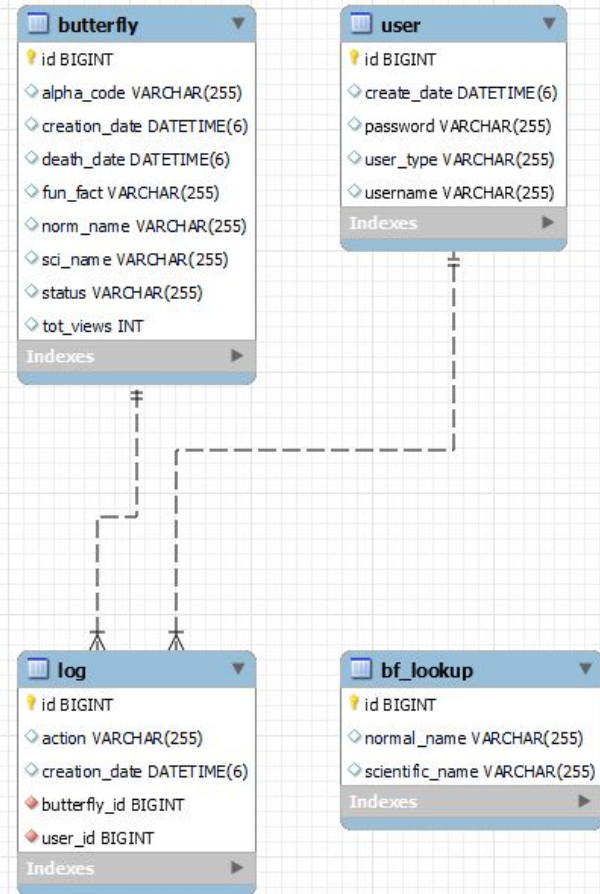 butterfly
id BIGINT
alpha_code VARCHAR(255)
creation_date DATETIME(6)
death_date DATETIME(6)
fun_fact VARCHAR(255)
norm_name VARCHAR(255)
sci_name VARCHAR(255)
status VARCHAR(255)
tot_views INT
Indexes
user
id BIGINT
create_date DATETIME(6)
password VARCHAR(255)
user_type VARCHAR(255)
username VARCHAR(255)
Indexes
log
id BIGINT
action VARCHAR(255)
creation_date DATETIME(6)
butterfly_id BIGINT
user_id BIGINT
Indexes
bf_lookup
id BIGINT
normal_name VARCHAR(255)
scientific_name VARCHAR(255)
Indexes